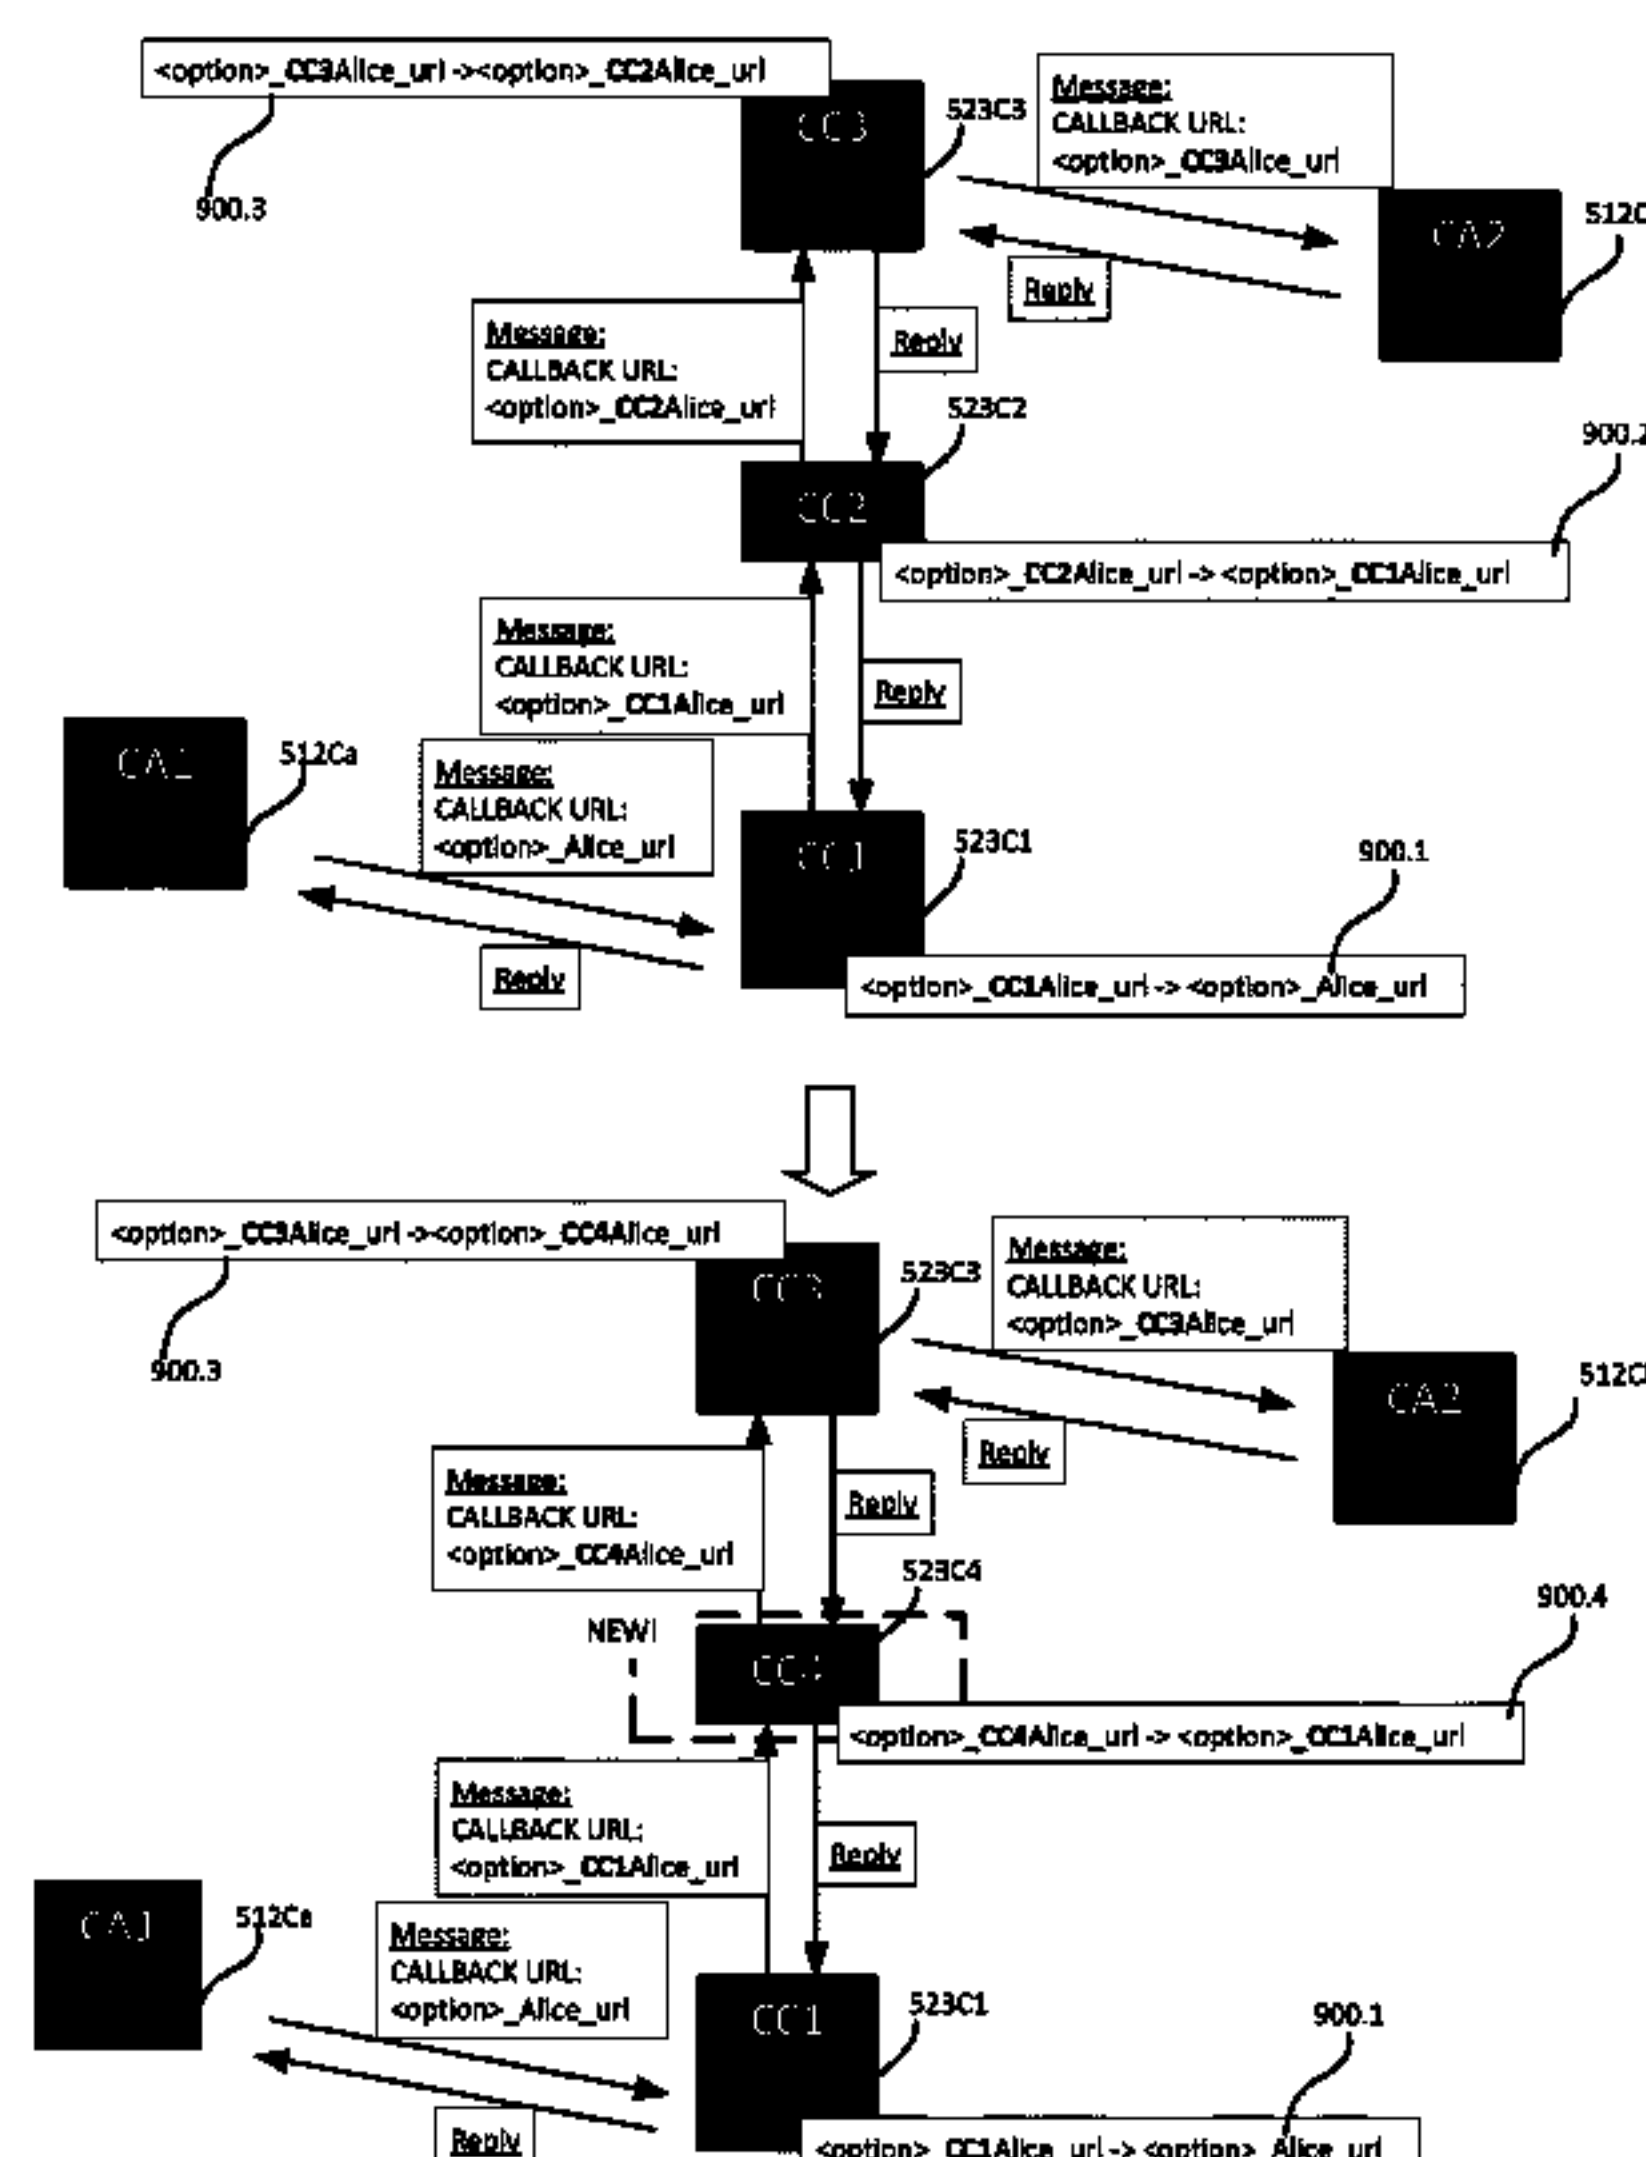 <option>_CC3Alice_url -><option>_CC2Alice_url
CC3
523C3
Message:
CALLBACK URL:
<option>_CC3Alice_url
900.3
CA2
512C
Reply
Message:
CALLBACK URL:
<option>_CC2Alice_url
Reply
523C2
900.2
CC2
<option>_CC2Alice_url -> <option>_CC1Alice_url
Message:
CALLBACK URL:
<option>_CC1Alice_url
Reply
CA1
512Ca
Message:
CALLBACK URL:
<option>_Alice_url
CC1
523C1
900.1
Reply
<option>_CC1Alice_url -> <option>_Alice_url
<option>_CC3Alice_url -><option>_CC4Alice_url
CC3
523C3
Message:
CALLBACK URL:
<option>_CC3Alice_url
900.3
CA2
512C
Reply
Message:
CALLBACK URL:
<option>_CC4Alice_url
Reply
523C4
900.4
NEW!
CC4
<option>_CC4Alice_url -> <option>_CC1Alice_url
Message:
CALLBACK URL:
<option>_CC1Alice_url
Reply
CA1
512Ca
Message:
CALLBACK URL:
<option>_Alice_url
CC1
523C1
900.1
Reply
<option>_CC1Alice_url -> <option>_Alice_url